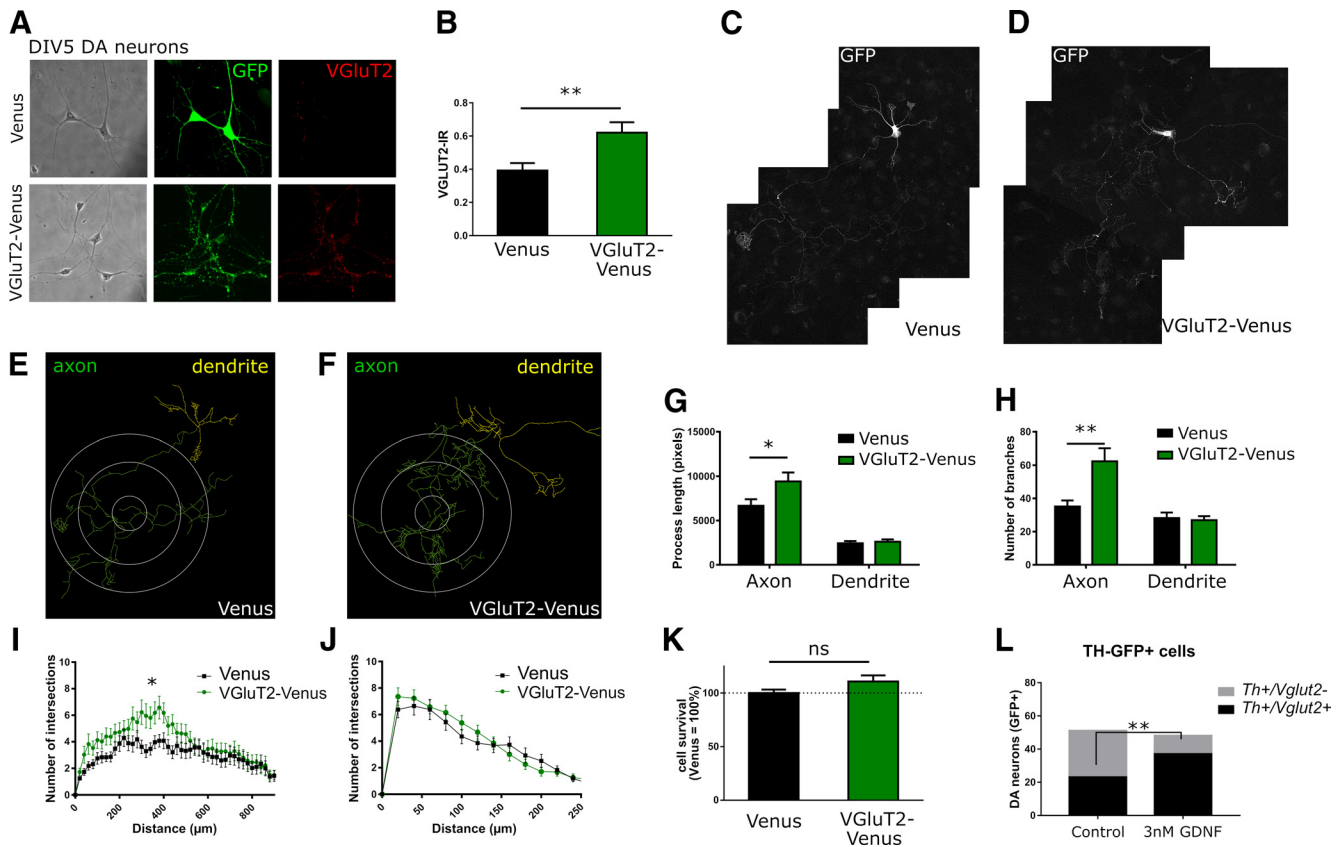 A
DIV5 DA neurons
Venus
GFP
VGluT2
VGluT2-Venus
B
**
VGLUT2-IR
0.8
0.6
0.4
0.2
0.0
Venus
VGluT2-
Venus
C
GFP
Venus
D
GFP
VGluT2-Venus
E
axon
dendrite
Venus
F
axon
dendrite
VGluT2-Venus
G
Process length (pixels)
15000
10000
5000
0
*
Venus
VGluT2-Venus
Axon
Dendrite
H
Number of branches
80
60
40
20
0
**
Venus
VGluT2-Venus
Axon
Dendrite
I
Number of intersections
10
8
6
4
2
0
*
Venus
VGluT2-Venus
200
400
600
800
Distance (µm)
J
Number of intersections
10
8
6
4
2
0
Venus
VGluT2-Venus
0
50
100
150
200
250
Distance (µm)
K
ns
cell survival
(Venus = 100%)
100
50
0
Venus
VGluT2-
Venus
L
TH-GFP+ cells
DA neurons (GFP+)
80
60
40
20
0
**
Th+/Vglut2-
Th+/Vglut2+
Control
3nM GDNF